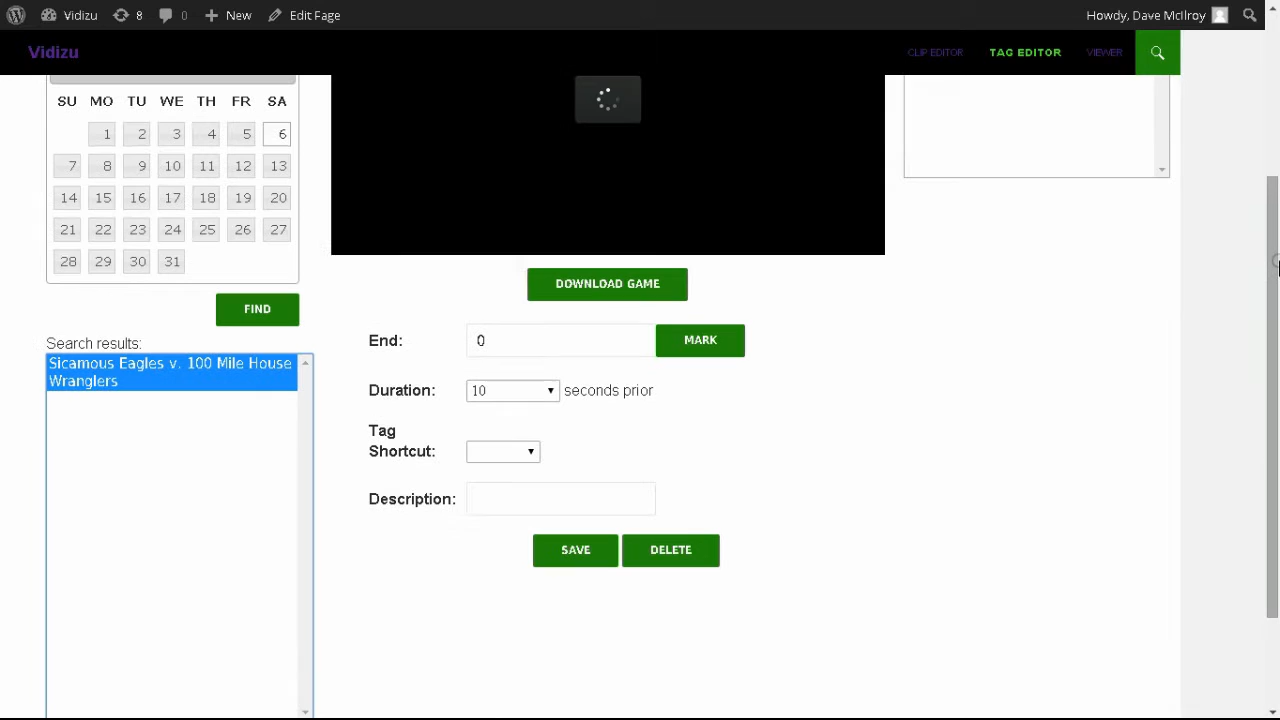 Vidizu 8 0 New Edit Page Howdy, Dave McIlroy
Vidizu CLIP EDITOR TAG EDITOR VIEWER
SU MO TU WE TH FR SA
1 2 3 4 5 6
7 8 9 10 11 12 13
14 15 16 17 18 19 20
21 22 23 24 25 26 27
28 29 30 31
FIND
Search results:
Sicamous Eagles v. 100 Mile House
Wranglers
DOWNLOAD GAME
End: 0 MARK
Duration: 10 seconds prior
Tag
Shortcut:
Description:
SAVE DELETE